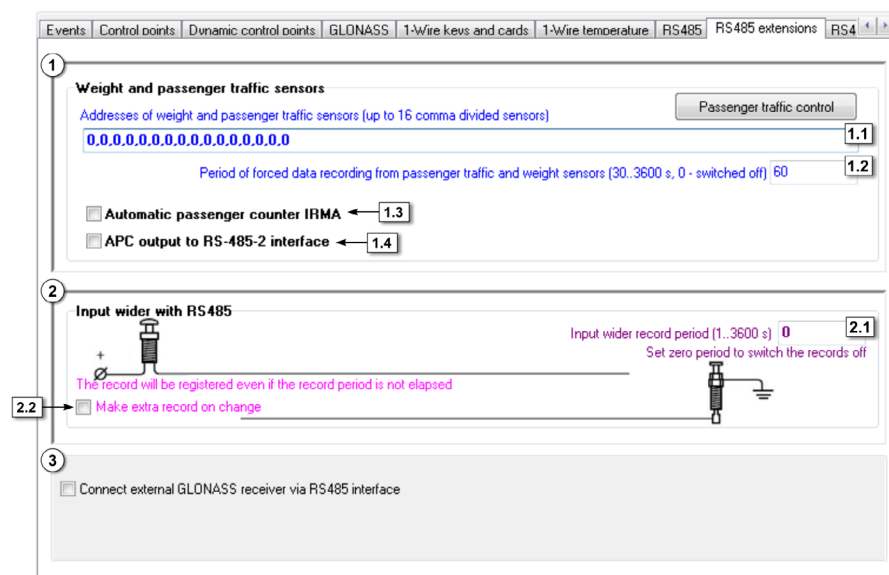 Events Control points Dynamic control points GLONASS 1-Wire keys and cards 1-Wire temperature RS485 RS485 extensions RS4
1
Weight and passenger traffic sensors
Addresses of weight and passenger traffic sensors (up to 16 comma divided sensors)
Passenger traffic control
0,0,0,0,0,0,0,0,0,0,0,0,0,0,0,0
1.1
Period of forced data recording from passenger traffic and weight sensors (30..3600 s, 0 - switched off) 60
1.2
Automatic passenger counter IRMA
1.3
APC output to RS-485-2 interface
1.4
2
Input wider with RS485
Input wider record period (1..3600 s) 0
2.1
Set zero period to switch the records off
+
The record will be registered even if the record period is not elapsed
2.2
Make extra record on change
3
Connect external GLONASS receiver via RS485 interface